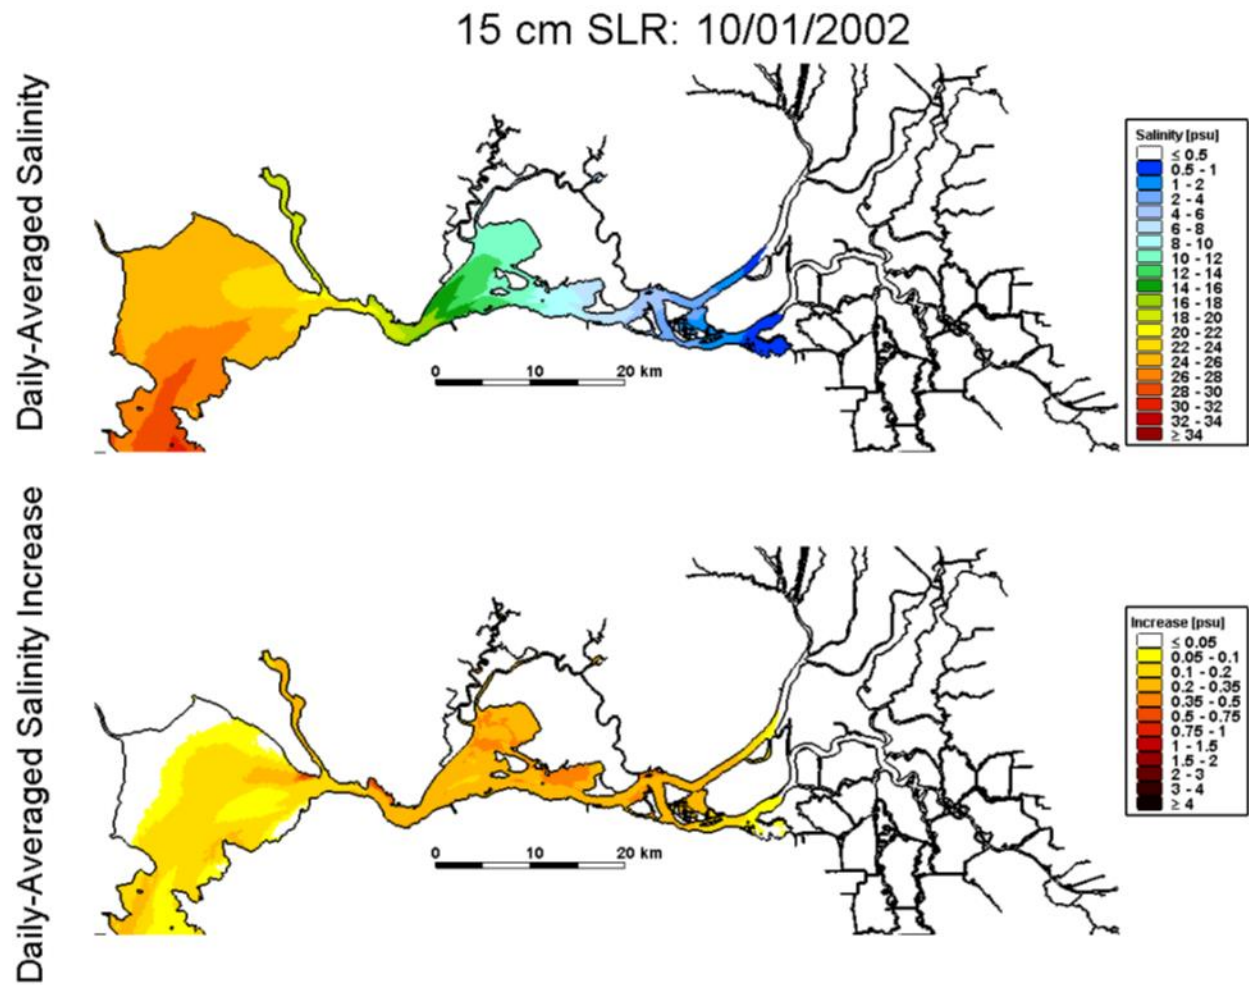 15 cm SLR: 10/01/2002
Daily-Averaged Salinity
Salinity [psu]
≤ 0.5
0.5 - 1
1 - 2
2 - 4
4 - 6
6 - 8
8 - 10
10 - 12
12 - 14
14 - 16
16 - 18
18 - 20
20 - 22
22 - 24
24 - 26
26 - 28
28 - 30
30 - 32
32 - 34
≥ 34
0 10 20 km
Daily-Averaged Salinity Increase
Increase [psu]
≤ 0.05
0.05 - 0.1
0.1 - 0.2
0.2 - 0.35
0.35 - 0.5
0.5 - 0.75
0.75 - 1
1 - 1.5
1.5 - 2
2 - 3
3 - 4
≥ 4
0 10 20 km